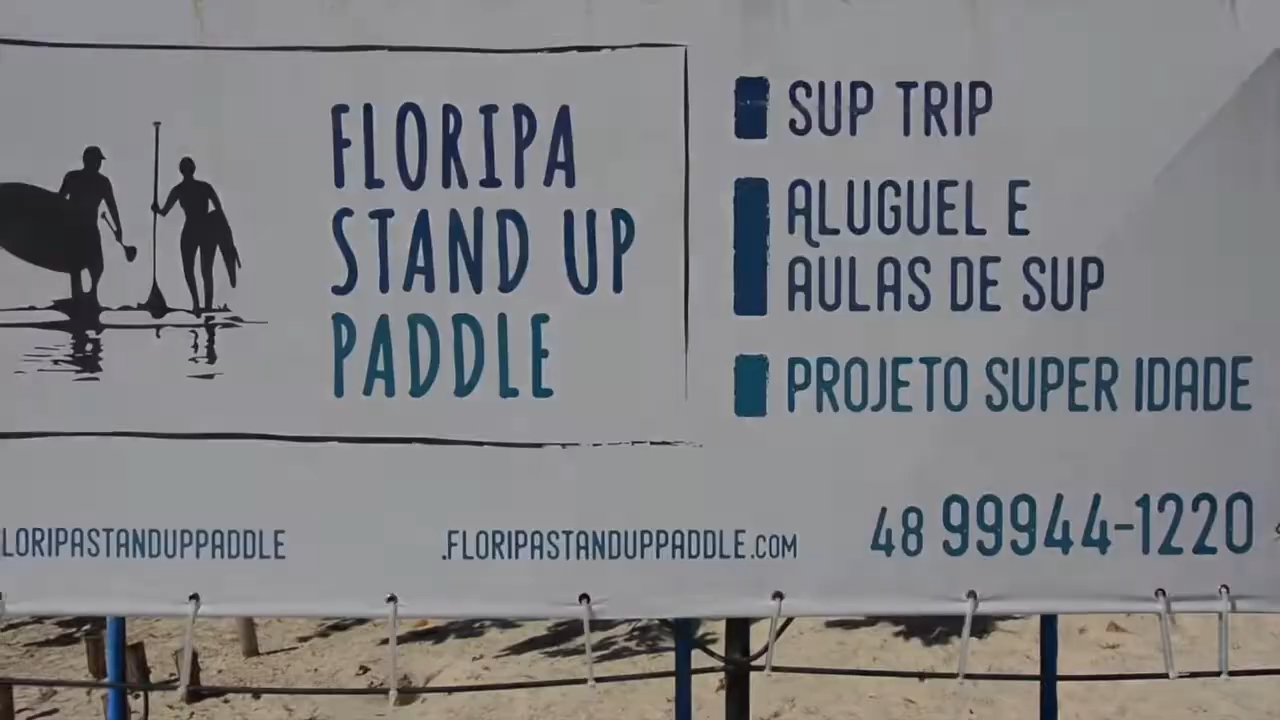 FLORIPA
STAND UP
PADDLE
SUP TRIP
ALUGUEL E
AULAS DE SUP
PROJETO SUPER IDADE
LORIPASTANDUPPADDLE
.FLORIPASTANDUPPADDLE.COM
48 99944-1220